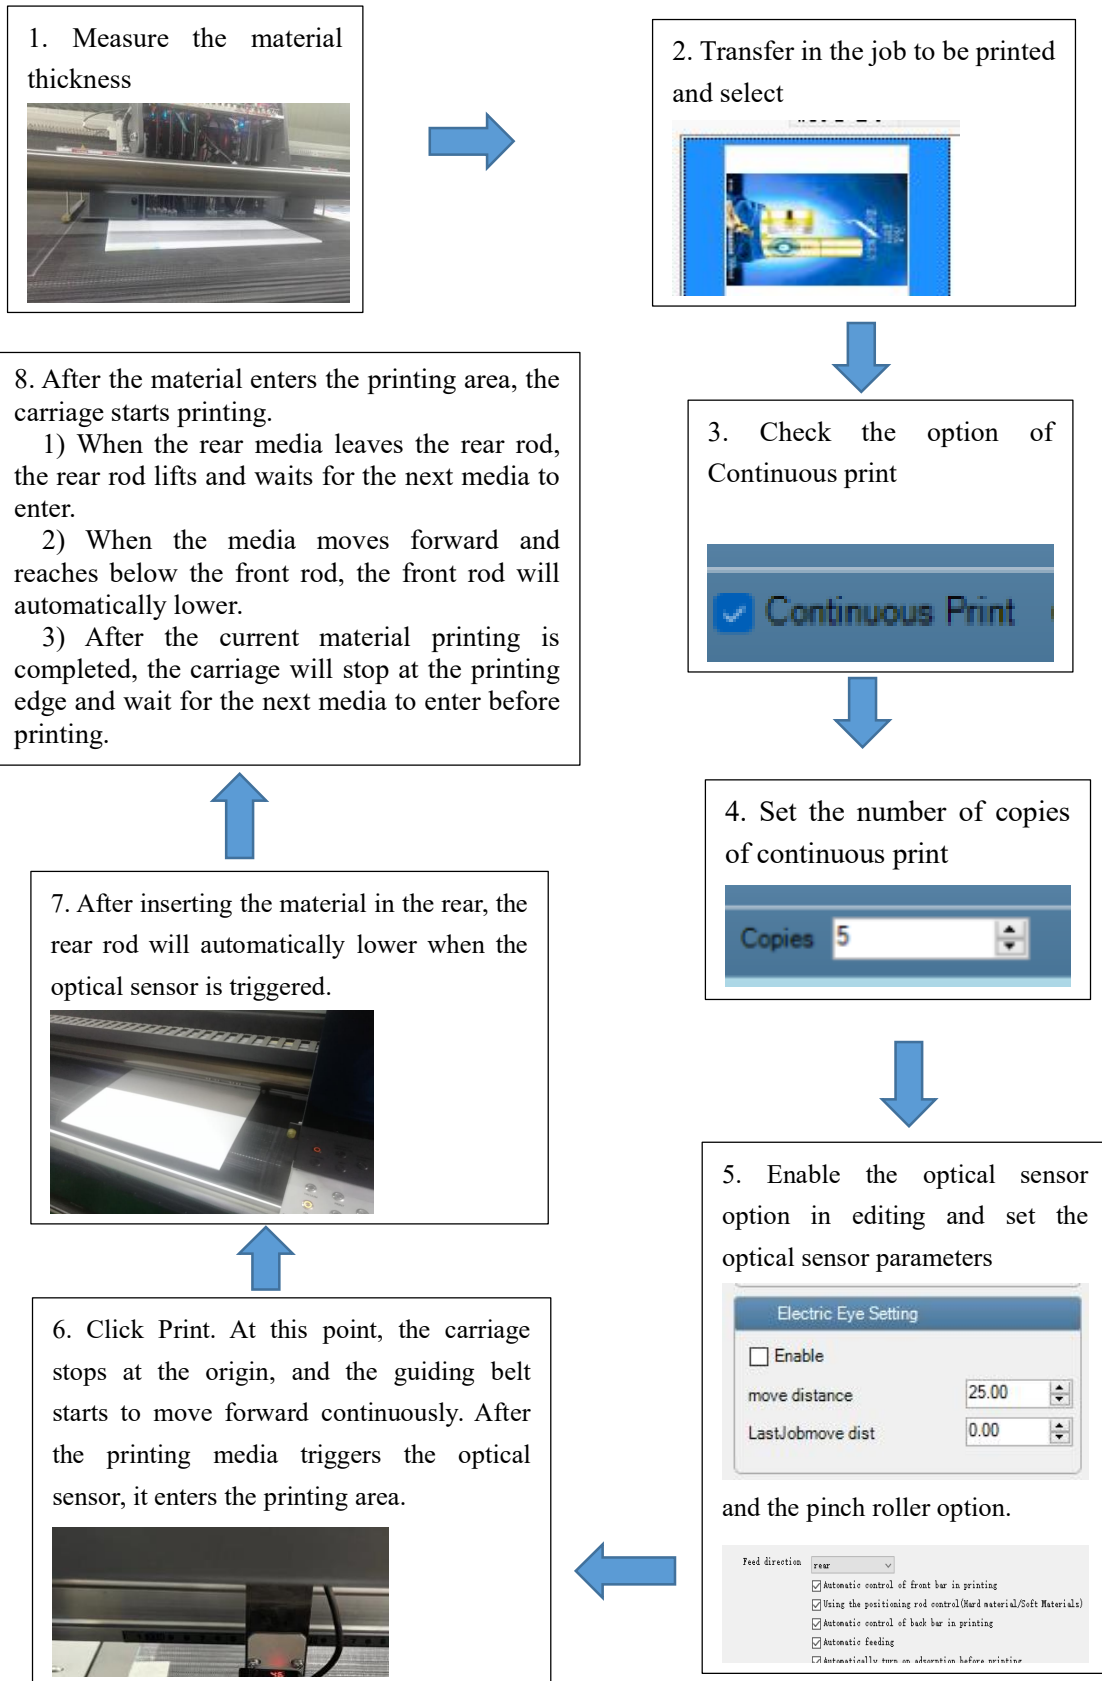 1. Measure the material
thickness
2. Transfer in the job to be printed
and select
3. Check the option of
Continuous print
Continuous Print
4. Set the number of copies
of continuous print
Copies 5
5. Enable the optical sensor
option in editing and set the
optical sensor parameters
Electric Eye Setting
Enable
move distance 25.00
LastJobmove dist 0.00
and the pinch roller option.
Feed direction rear
Automatic control of front bar in printing
Using the positioning rod control(Hard material/Soft Materials)
Automatic control of back bar in printing
Automatic feeding
Automatically turn on adsorption before printing
6. Click Print. At this point, the carriage
stops at the origin, and the guiding belt
starts to move forward continuously. After
the printing media triggers the optical
sensor, it enters the printing area.
7. After inserting the material in the rear, the
rear rod will automatically lower when the
optical sensor is triggered.
8. After the material enters the printing area, the
carriage starts printing.
1) When the rear media leaves the rear rod,
the rear rod lifts and waits for the next media to
enter.
2) When the media moves forward and
reaches below the front rod, the front rod will
automatically lower.
3) After the current material printing is
completed, the carriage will stop at the printing
edge and wait for the next media to enter before
printing.